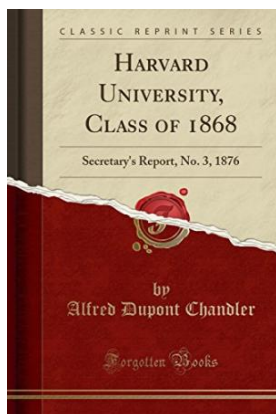 CLASSIC REPRINT SERIES
HARVARD
UNIVERSITY,
CLASS OF 1868
Secretary's Report, No. 3, 1876
by
Alfred Dupont Chandler
Forgotten Books